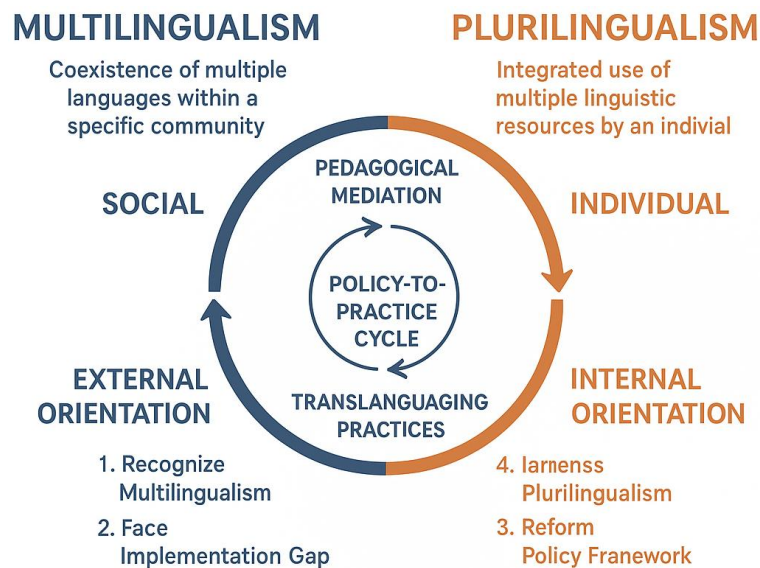 MULTILINGUALISM
Coexistence of multiple
languages within a
specific community
PLURILINGUALISM
Integrated use of
multiple linguistic
resources by an indivial
SOCIAL
INDIVIDUAL
PEDAGOGICAL
MEDIATION
POLICY-TO-
PRACTICE
CYCLE
TRANSLANGUAGING
PRACTICES
EXTERNAL
ORIENTATION
INTERNAL
ORIENTATION
1. Recognize
Multilingualism
2. Face
Implementation Gap
4. Iarnenss
Plurilingualism
3. Reform
Policy Franework